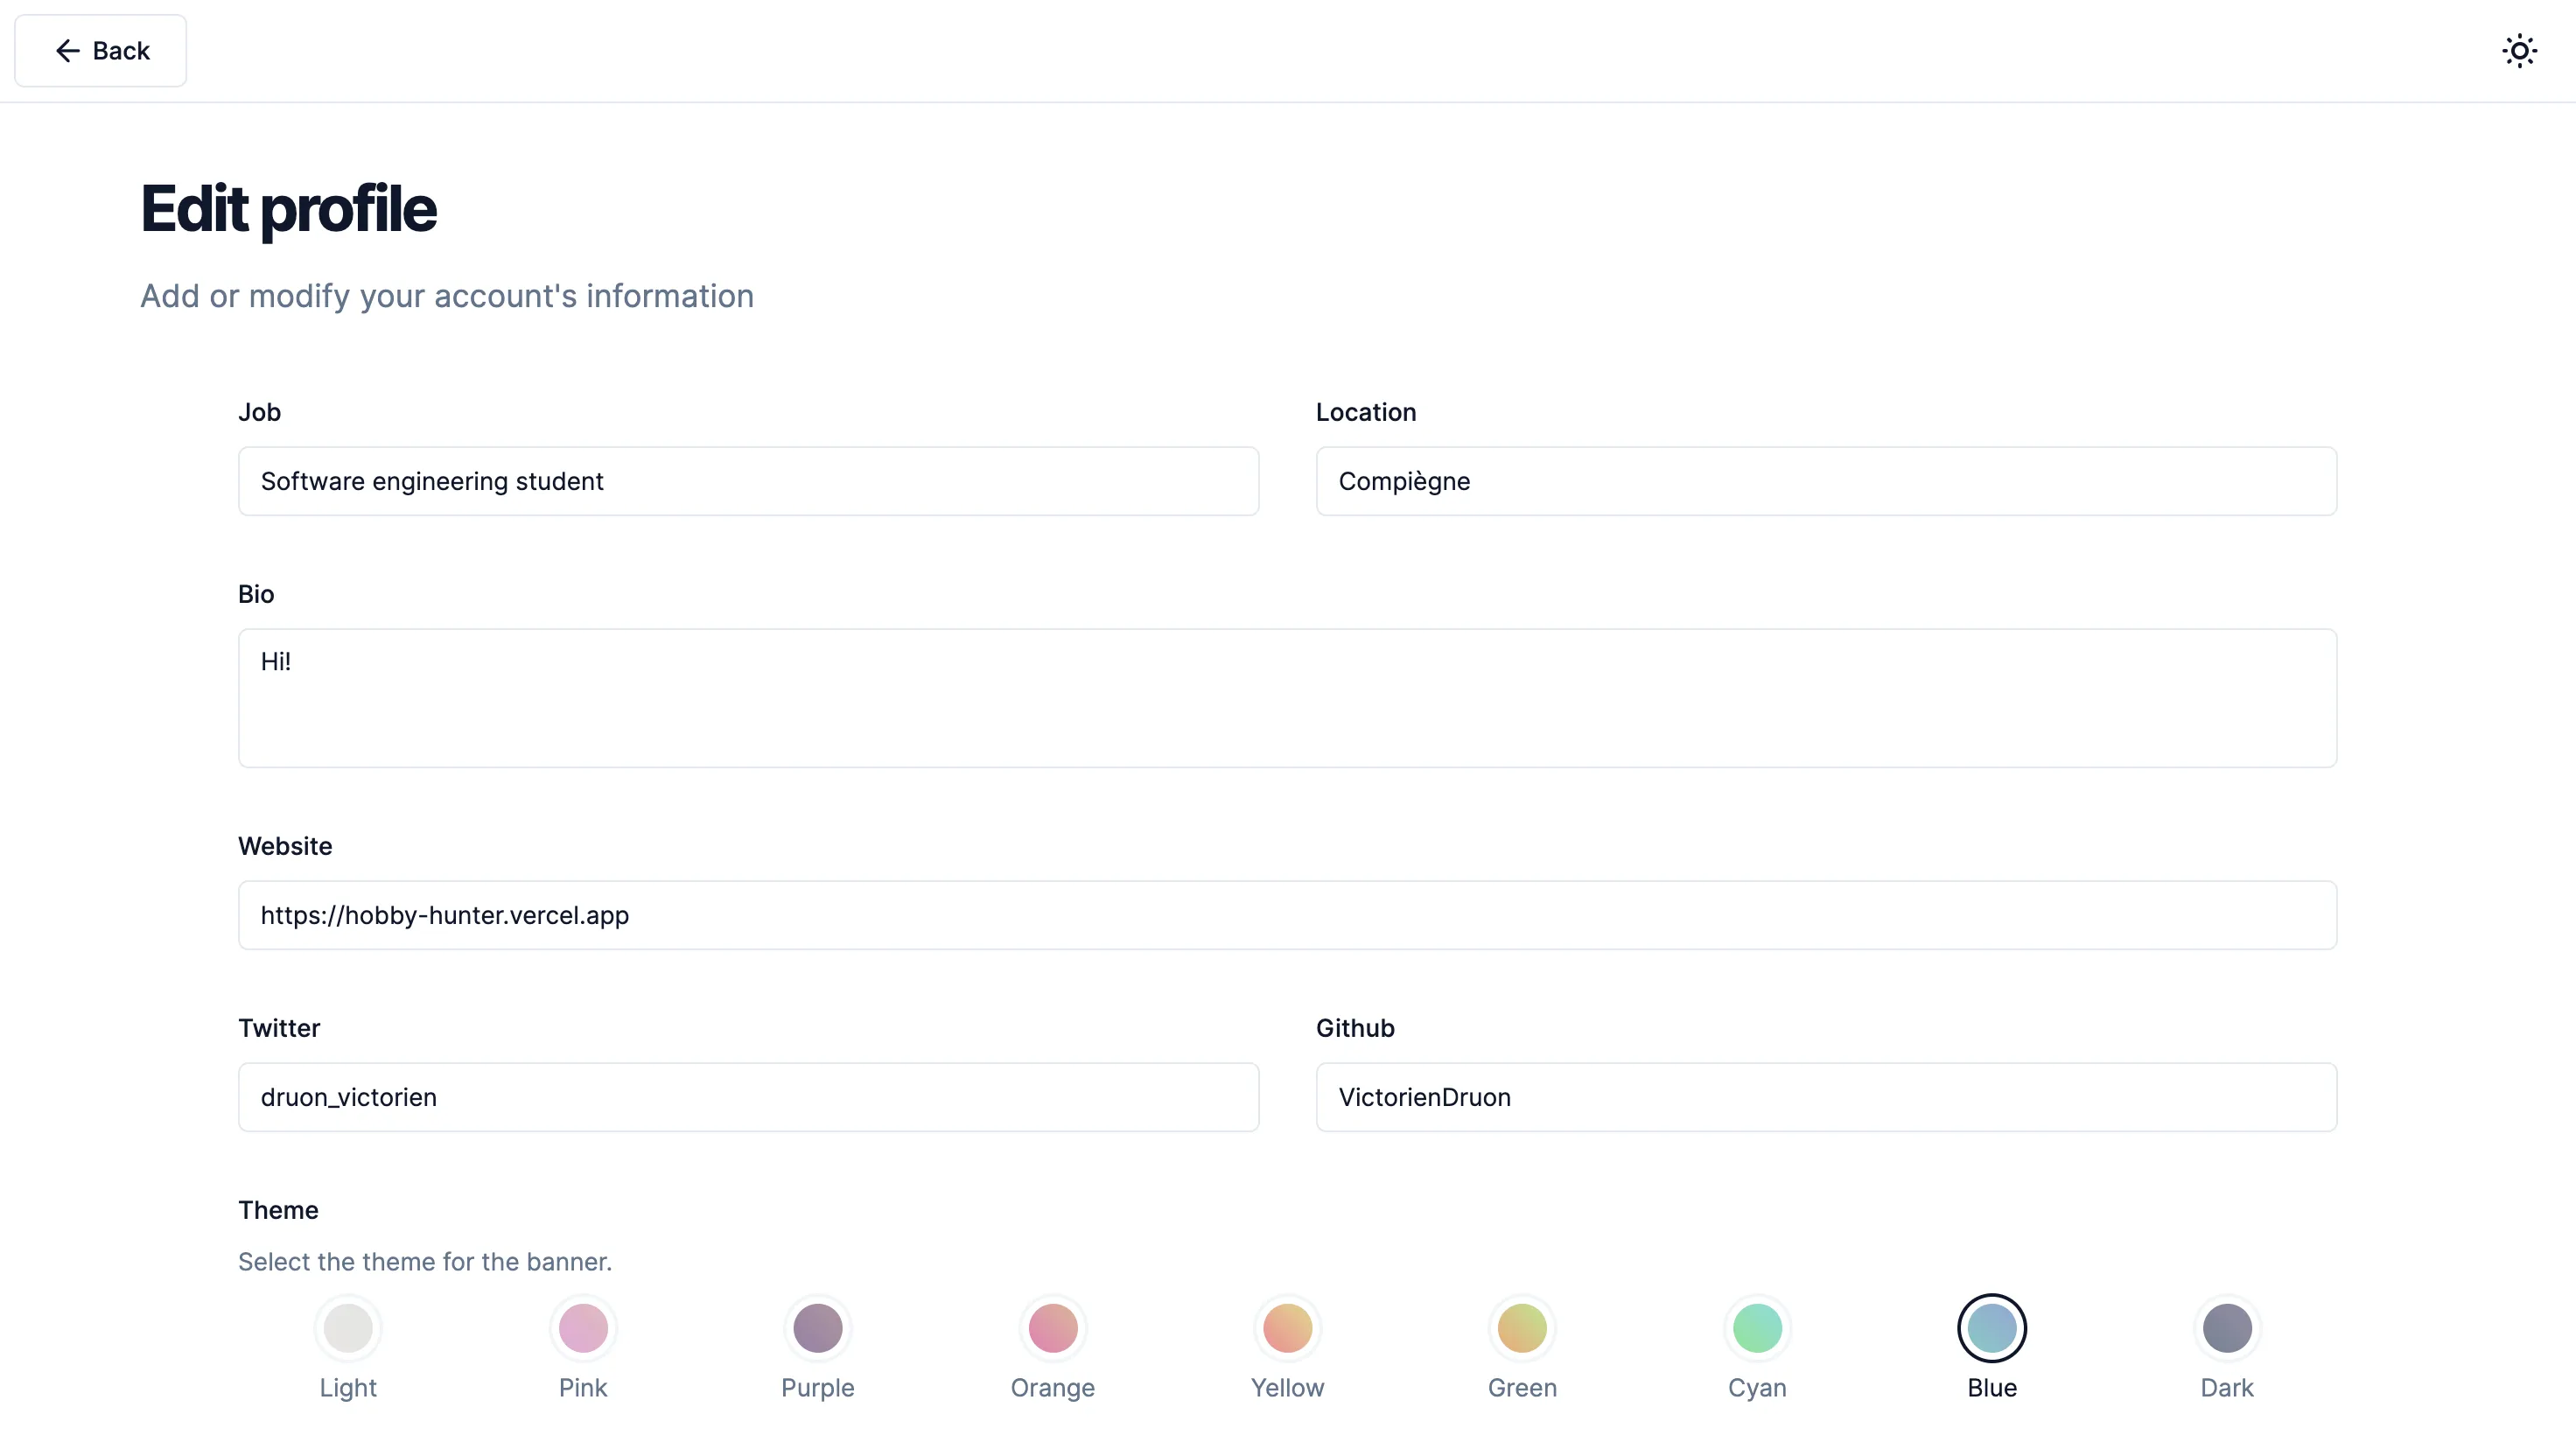 Back
Edit profile
Add or modify your account's information
Job
Location
Software engineering student
Compiègne
Bio
Hi!
Website
https://hobby-hunter.vercel.app
Twitter
Github
druon_victorien
VictorienDruon
Theme
Select the theme for the banner.
Light
Pink
Purple
Orange
Yellow
Green
Cyan
Blue
Dark